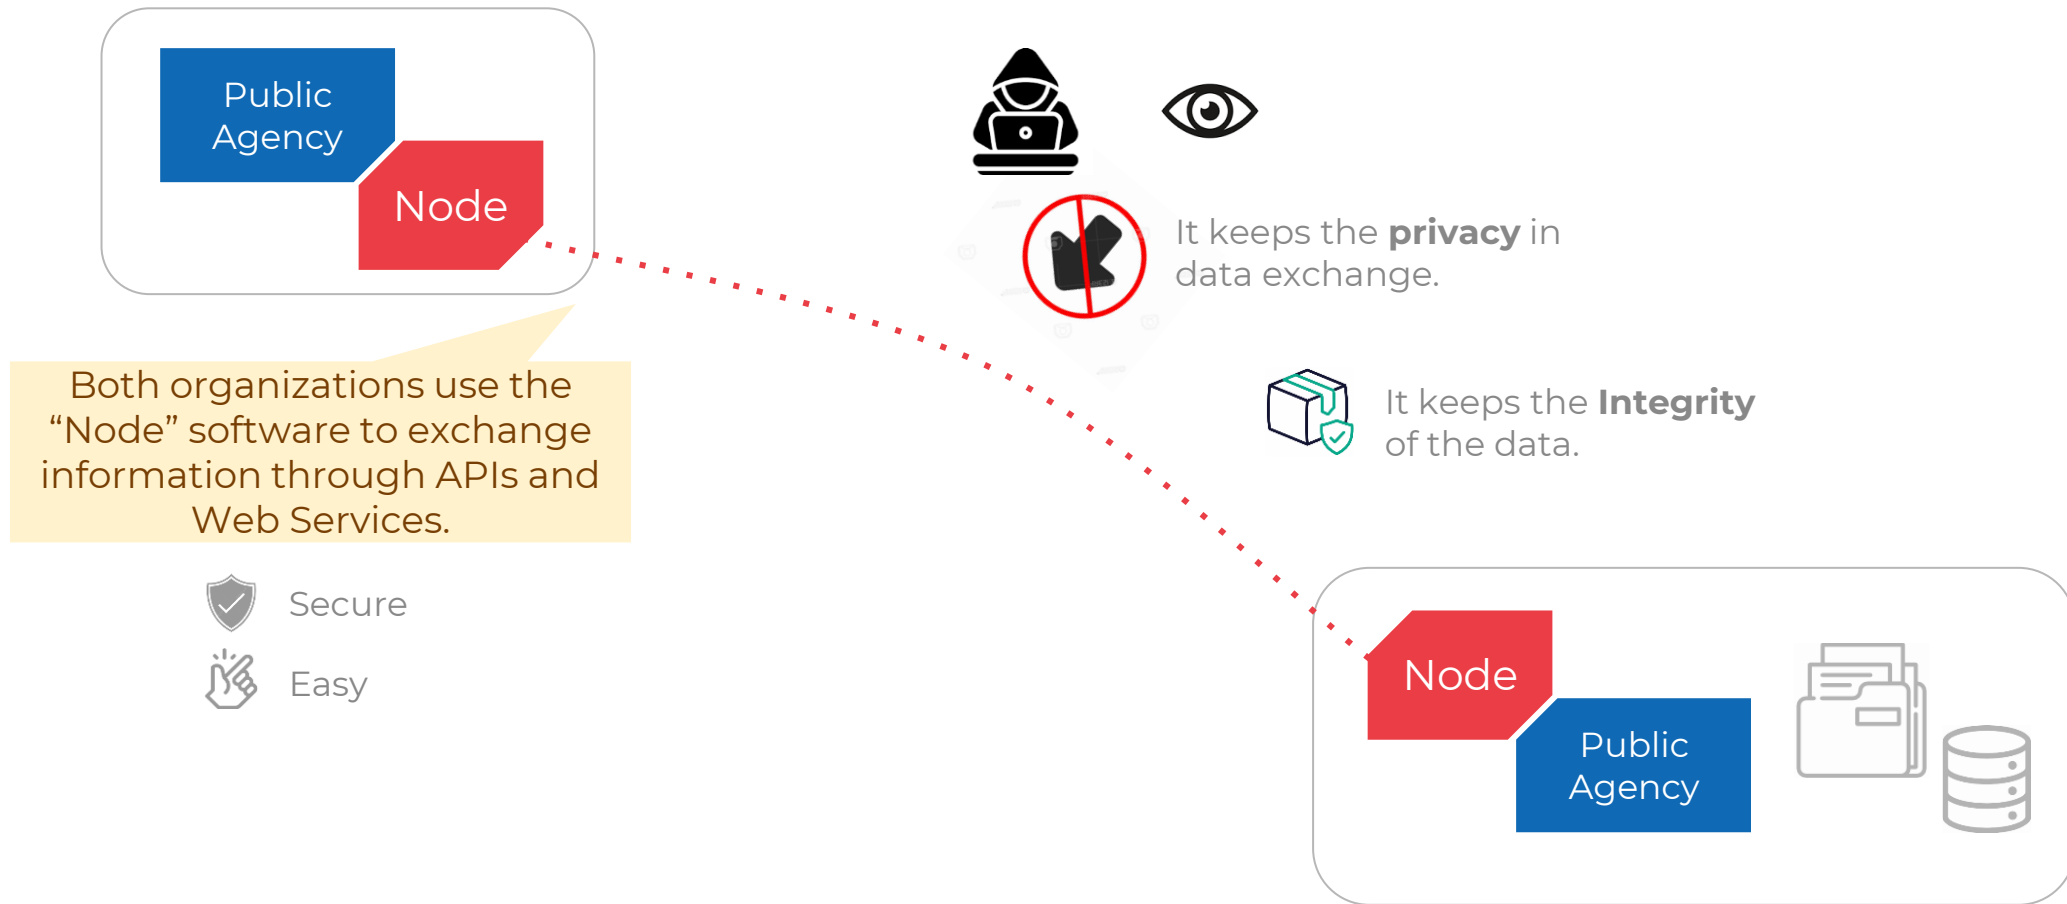 Public
Agency
Node
It keeps the privacy in
data exchange.
Both organizations use the
“Node” software to exchange
information through APIs and
Web Services.
It keeps the Integrity
of the data.
Secure
Easy
Node
Public
Agency